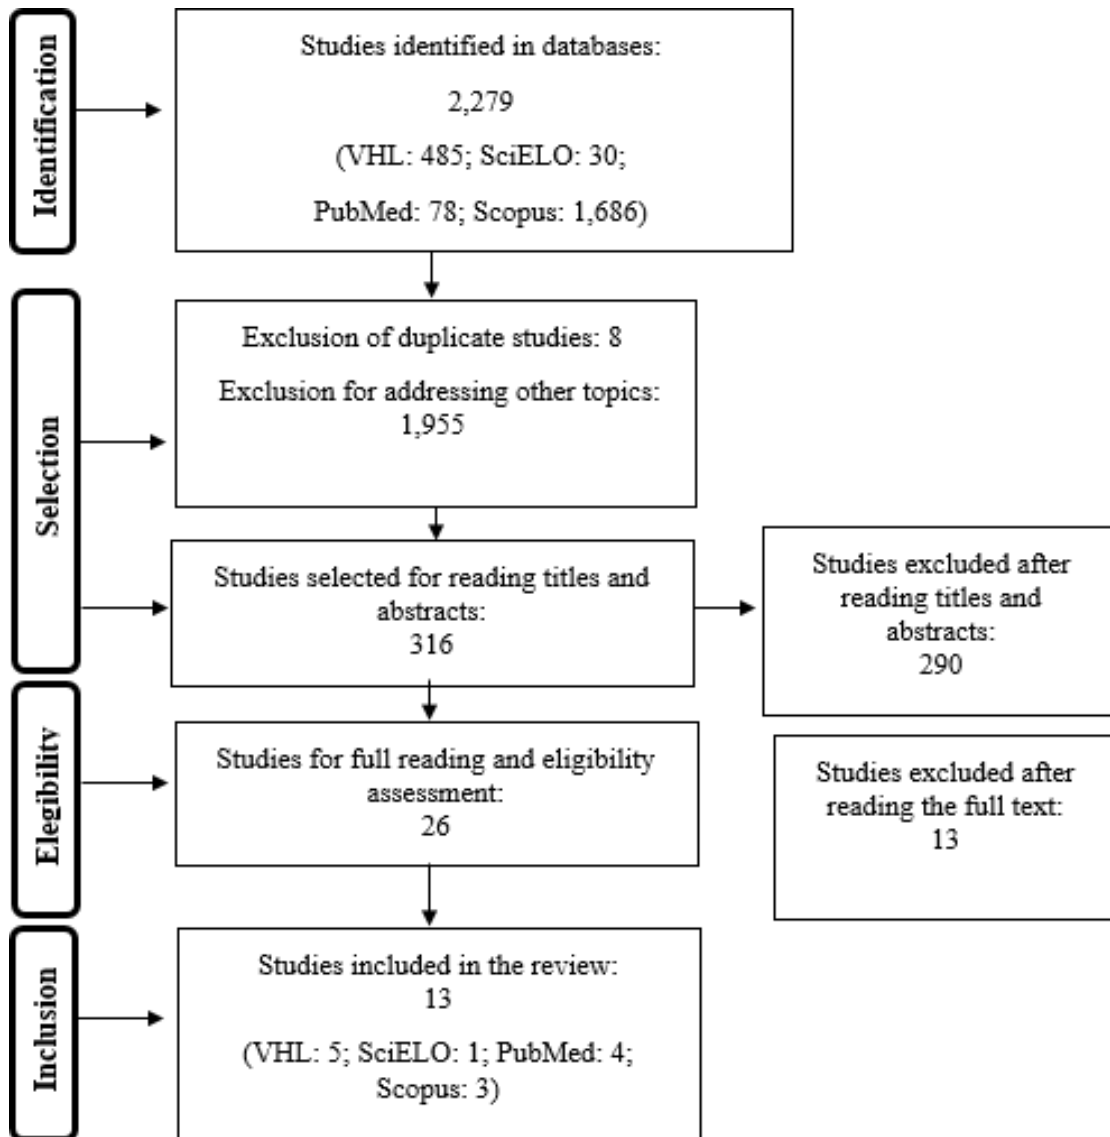 Identification
Studies identified in databases:
2,279
(VHL: 485; SciELO: 30;
PubMed: 78; Scopus: 1,686)
Selection
Exclusion of duplicate studies: 8
Exclusion for addressing other topics:
1,955
Studies selected for reading titles and
abstracts:
316
Studies excluded after
reading titles and
abstracts:
290
Elegibility
Studies for full reading and eligibility
assessment:
26
Studies excluded after
reading the full text:
13
Inclusion
Studies included in the review:
13
(VHL: 5; SciELO: 1; PubMed: 4;
Scopus: 3)